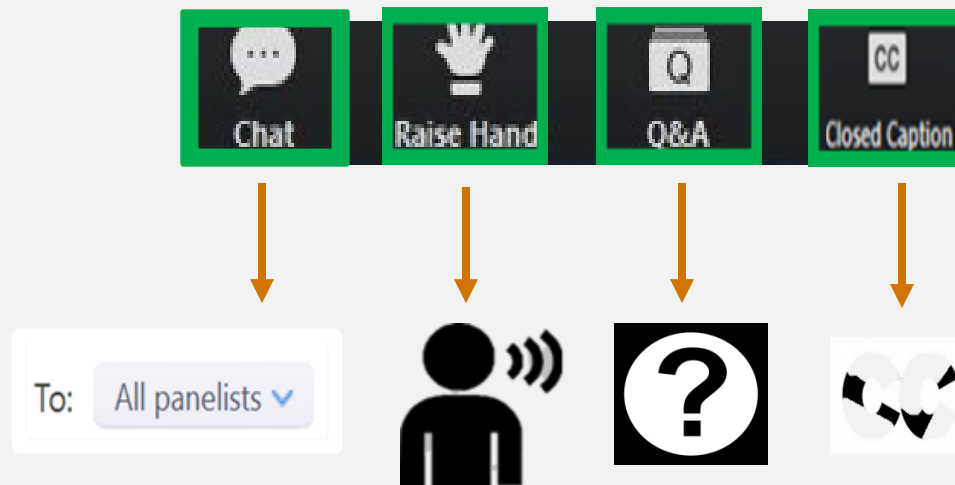 Q
CC
Chat
Raise Hand
Q&A
Closed Caption
To: All panelists
?